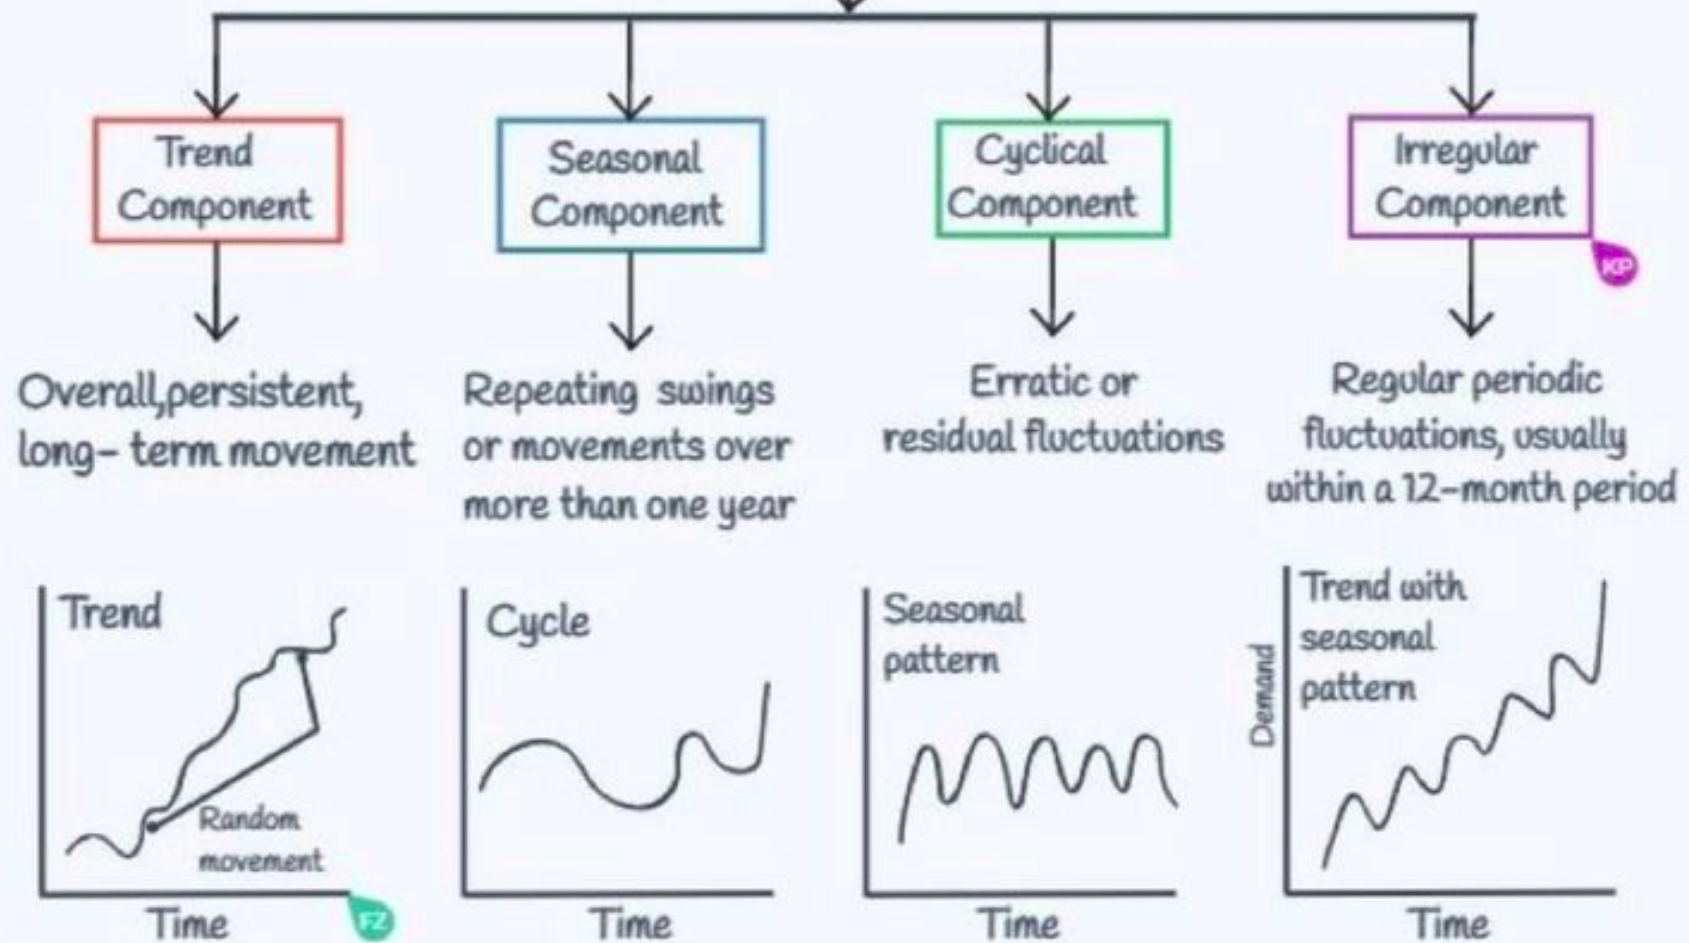 Trend
Component
Seasonal
Component
Cyclical
Component
Irregular
Component
KP
Overall,persistent,
long- term movement
Repeating swings
or movements over
more than one year
Erratic or
residual fluctuations
Regular periodic
fluctuations, usually
within a 12-month period
Trend
Random
movement
Time
FZ
Cycle
Time
Seasonal
pattern
Time
Trend with
seasonal
pattern
Demand
Time